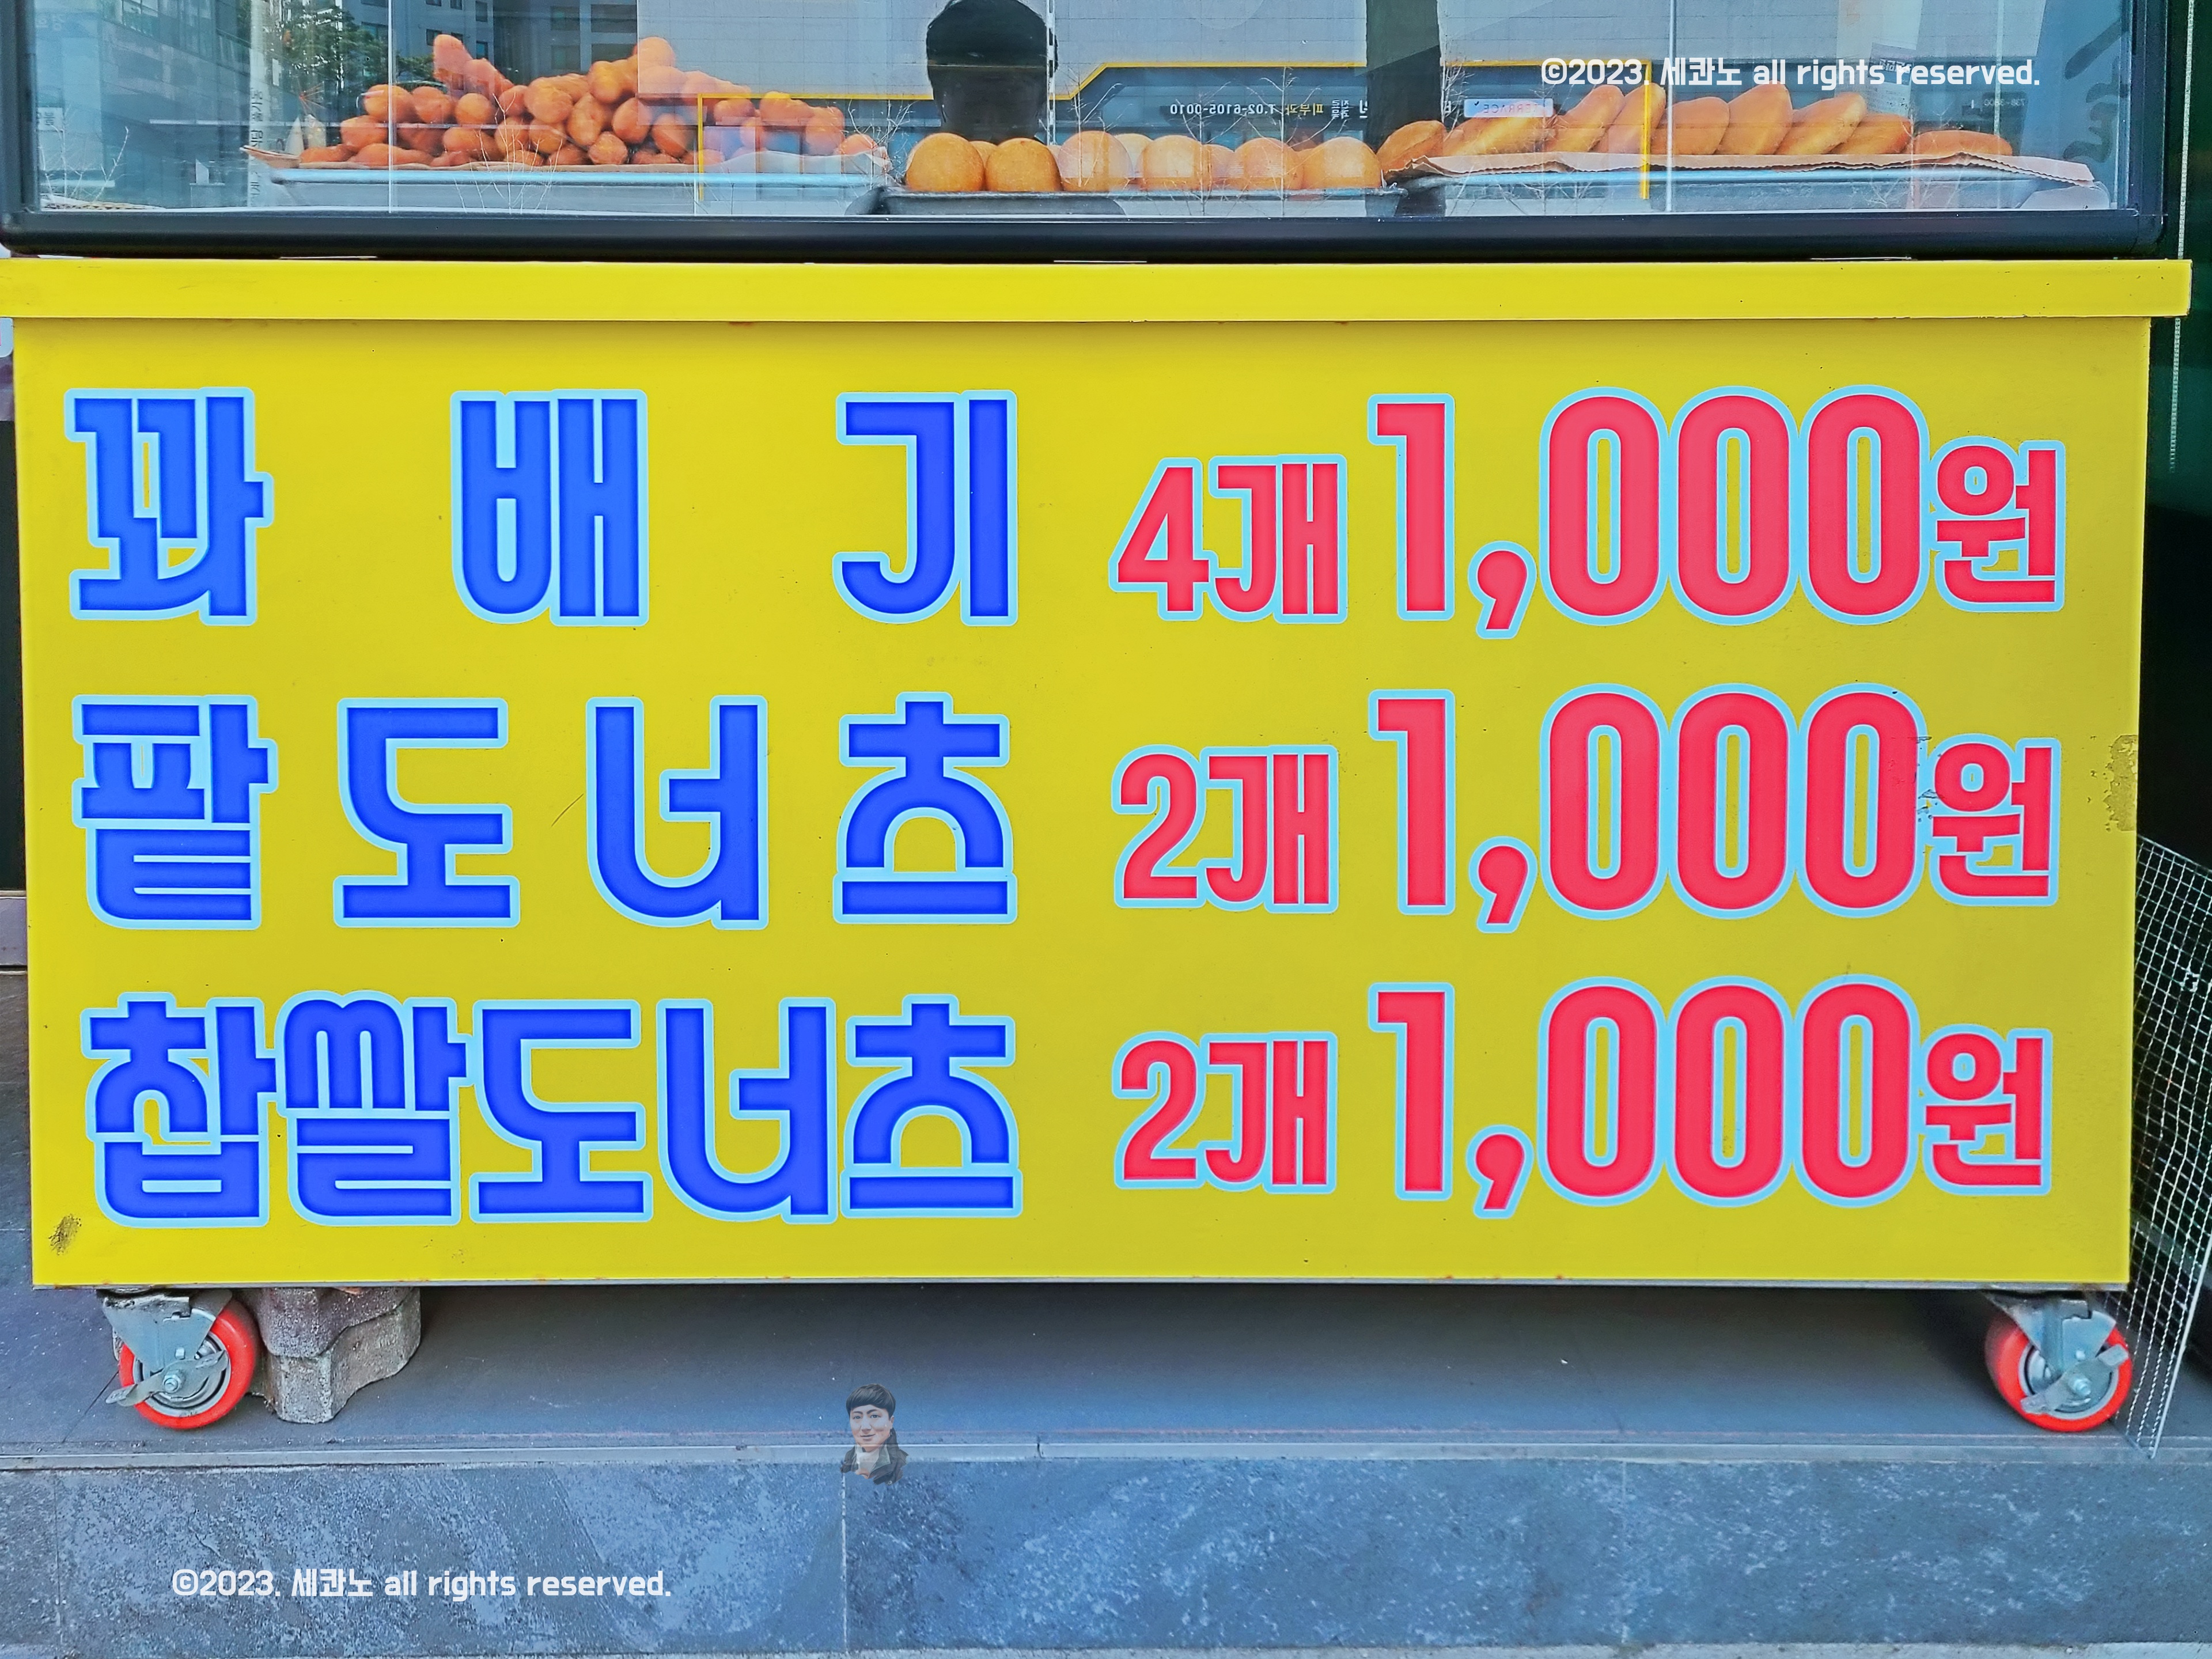 ©2023. 세콴노 all rights reserved.
꽈배기 4개 1,000원
팥도너츠 2개 1,000원
찹쌀도너츠 2개 1,000원
©2023. 세콴노 all rights reserved.